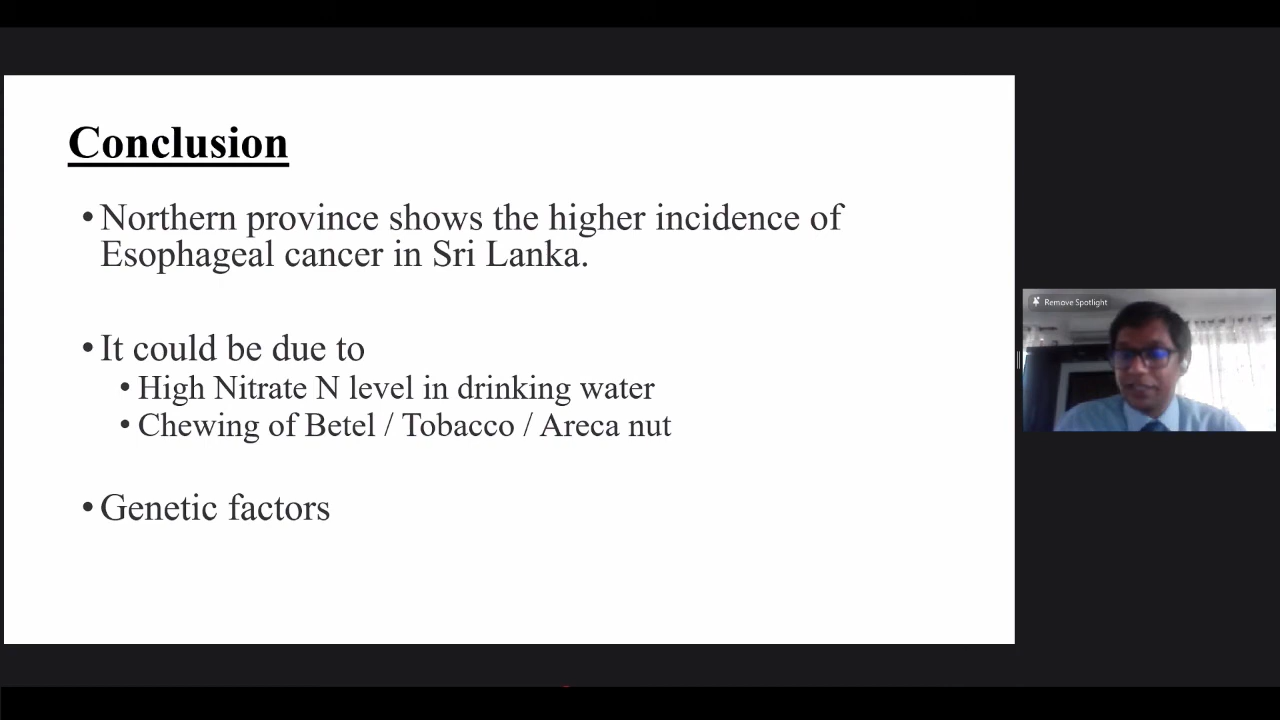 Conclusion
• Northern province shows the higher incidence of
Esophageal cancer in Sri Lanka.
• It could be due to
• High Nitrate N level in drinking water
• Chewing of Betel / Tobacco / Areca nut
• Genetic factors
Remove Spotlight